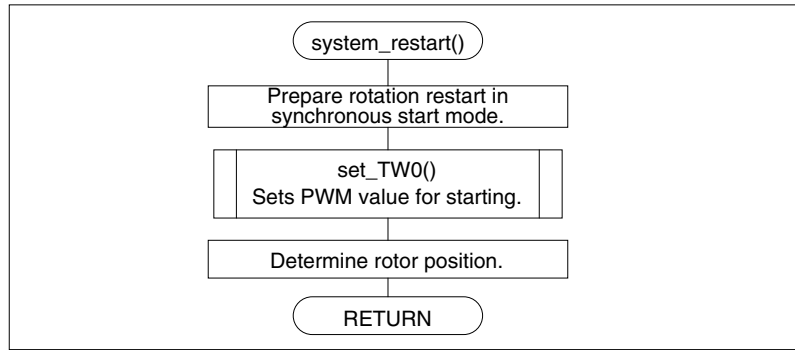 system_restart()
Prepare rotation restart in
synchronous start mode.
set_TW0()
Sets PWM value for starting.
Determine rotor position.
RETURN